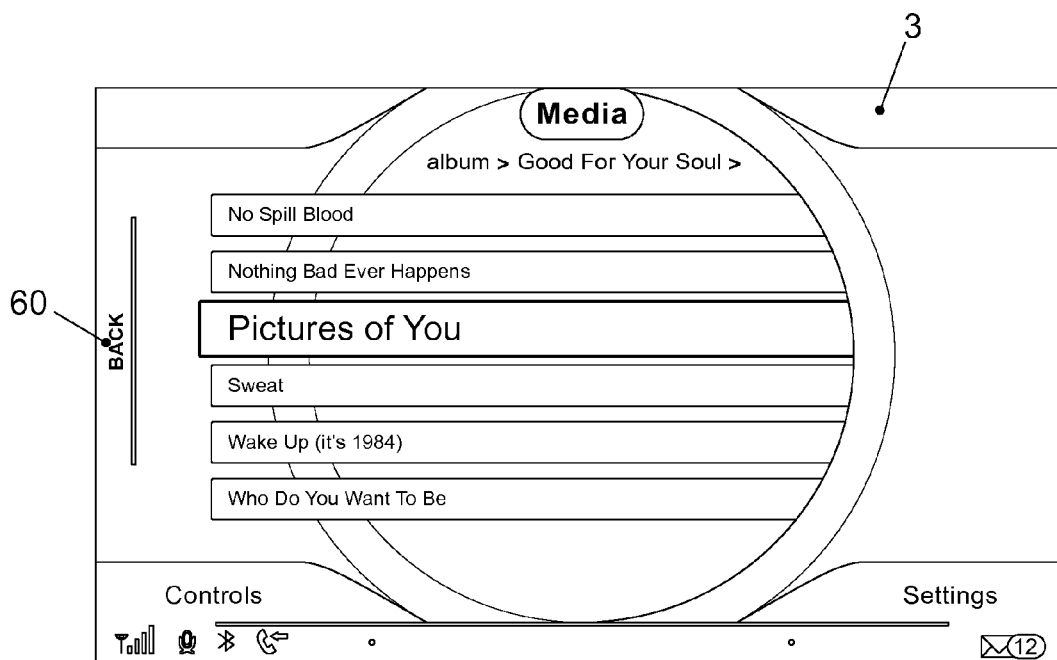 3
Media
album > Good For Your Soul >
No Spill Blood
Nothing Bad Ever Happens
60
BACK
Pictures of You
Sweat
Wake Up (it's 1984)
Who Do You Want To Be
Controls
Settings
12